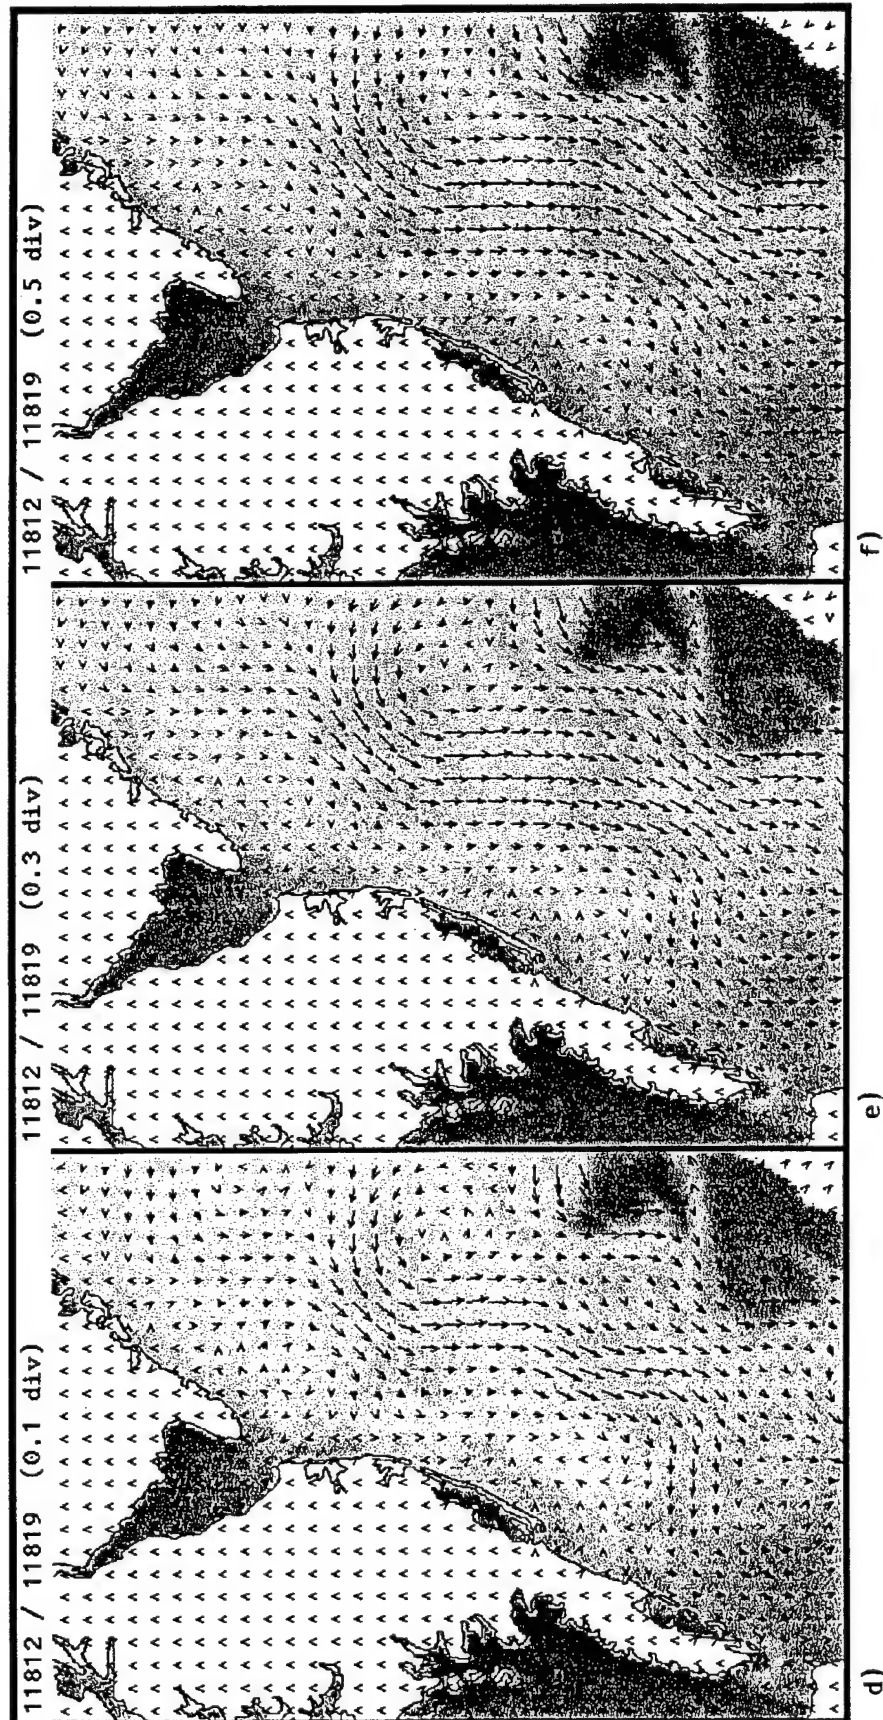 11812 / 11819 (0.1 div)
d)
11812 / 11819 (0.3 div)
e)
11812 / 11819 (0.5 div)
f)